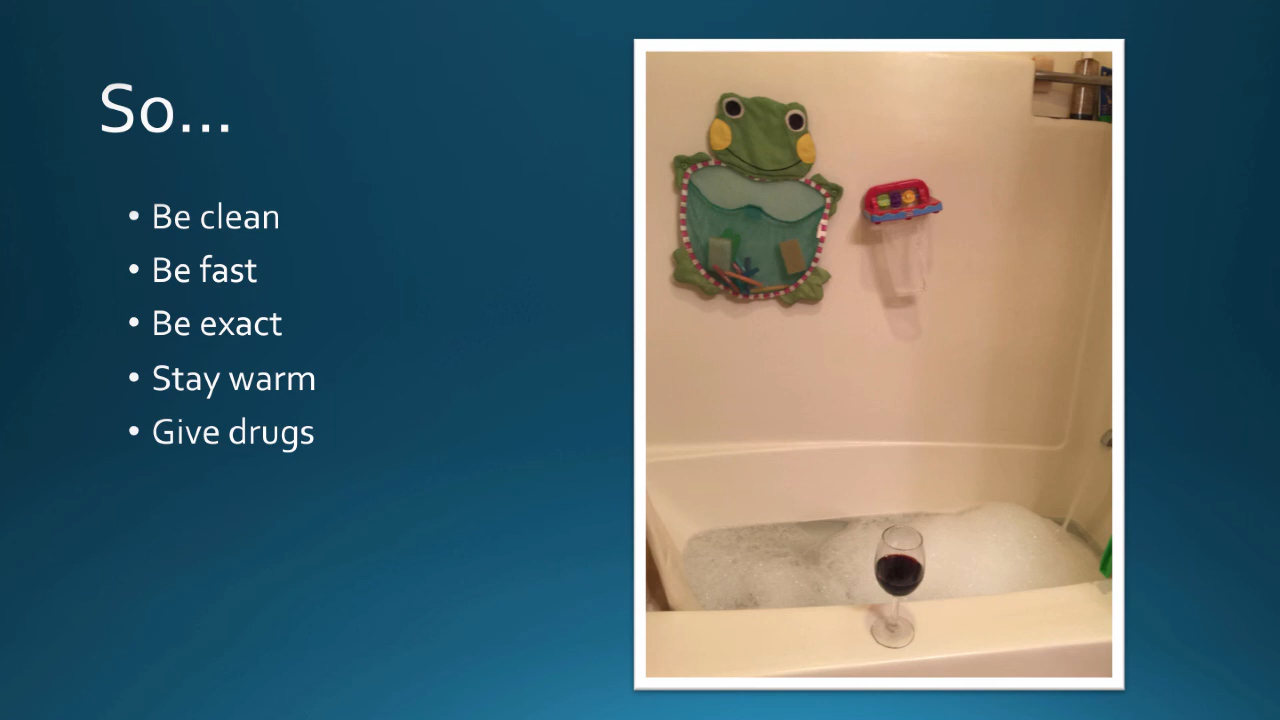 So…
• Be clean
• Be fast
• Be exact
• Stay warm
• Give drugs